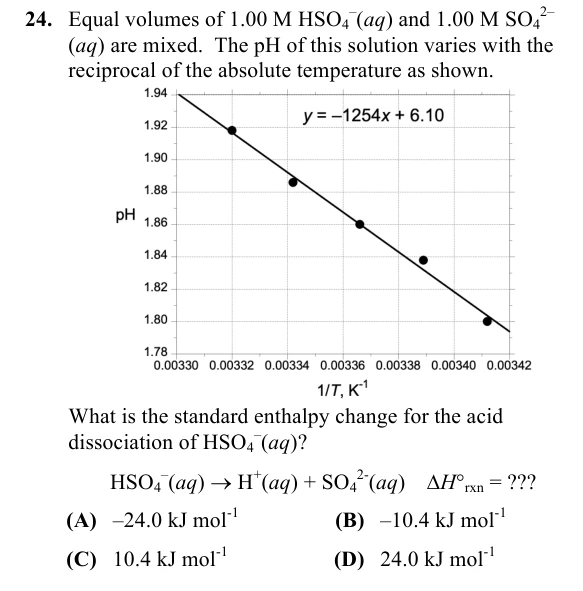 24. Equal volumes of 1.00 M HSO₄⁻(aq) and 1.00 M SO₄²⁻
(aq) are mixed. The pH of this solution varies with the
reciprocal of the absolute temperature as shown.
1.94
y = –1254x + 6.10
1.92
1.90
1.88
pH
1.86
1.84
1.82
1.80
1.78
0.00330 0.00332 0.00334 0.00336 0.00338 0.00340 0.00342
1/T, K⁻¹
What is the standard enthalpy change for the acid
dissociation of HSO₄⁻(aq)?
HSO₄⁻(aq) → H⁺(aq) + SO₄²⁻(aq) ΔH°rxn = ???
(A) –24.0 kJ mol⁻¹ (B) –10.4 kJ mol⁻¹
(C) 10.4 kJ mol⁻¹ (D) 24.0 kJ mol⁻¹